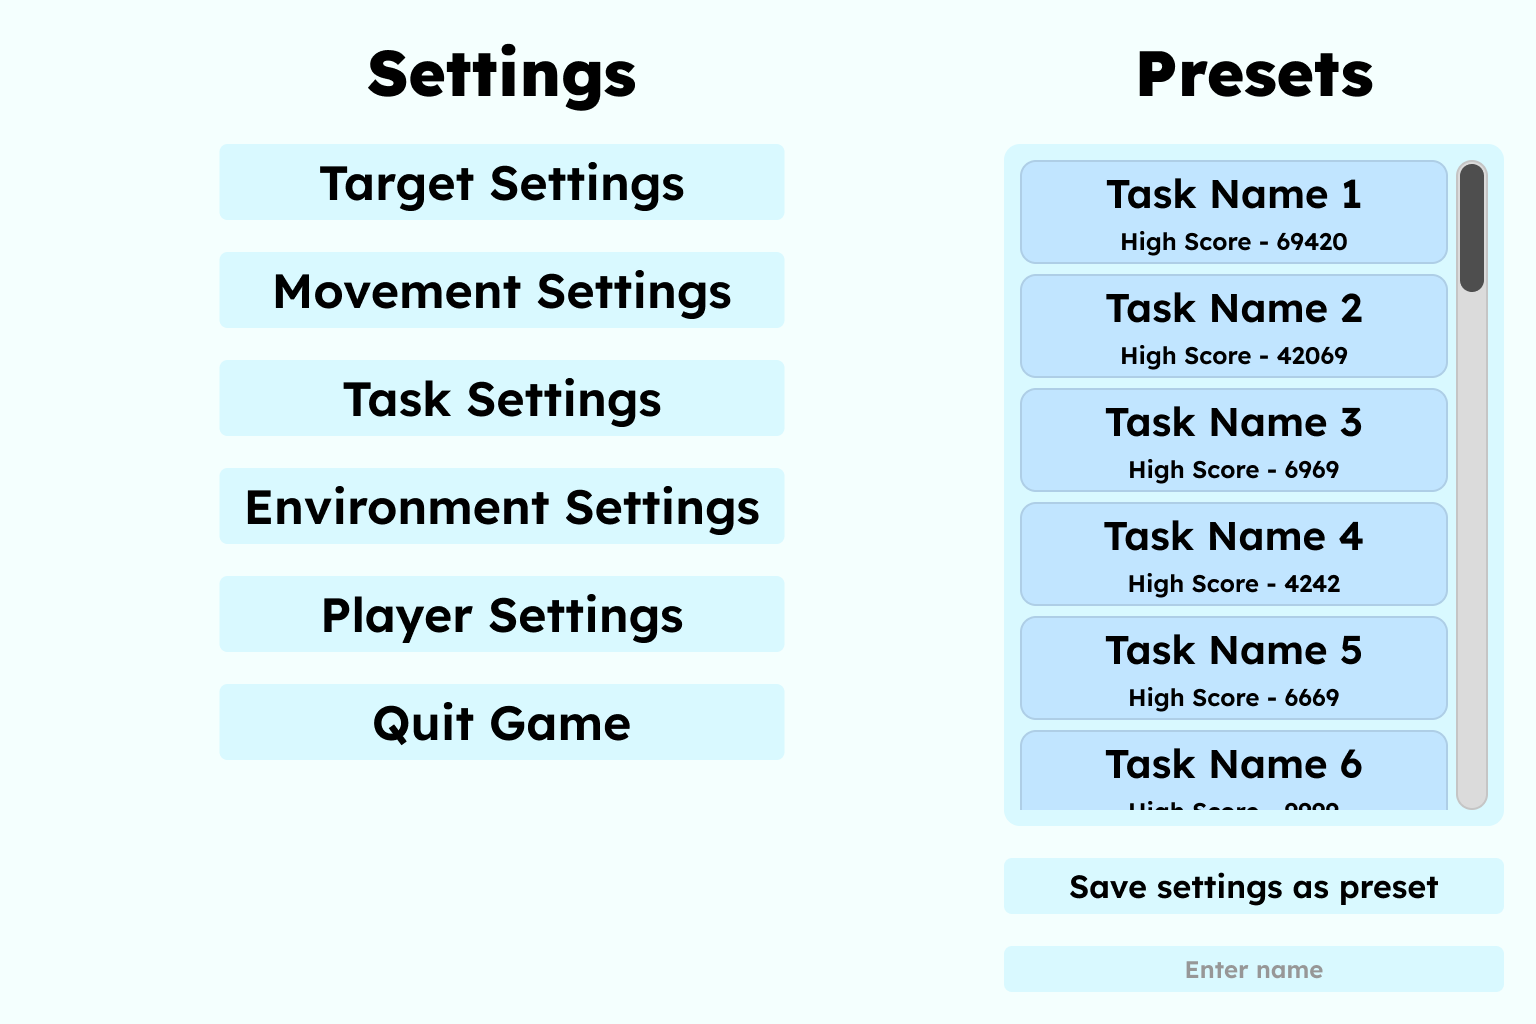 Settings
Target Settings
Movement Settings
Task Settings
Environment Settings
Player Settings
Quit Game
Presets
Task Name 1
High Score - 69420
Task Name 2
High Score - 42069
Task Name 3
High Score - 6969
Task Name 4
High Score - 4242
Task Name 5
High Score - 6669
Task Name 6
High Score -
Save settings as preset
Enter name